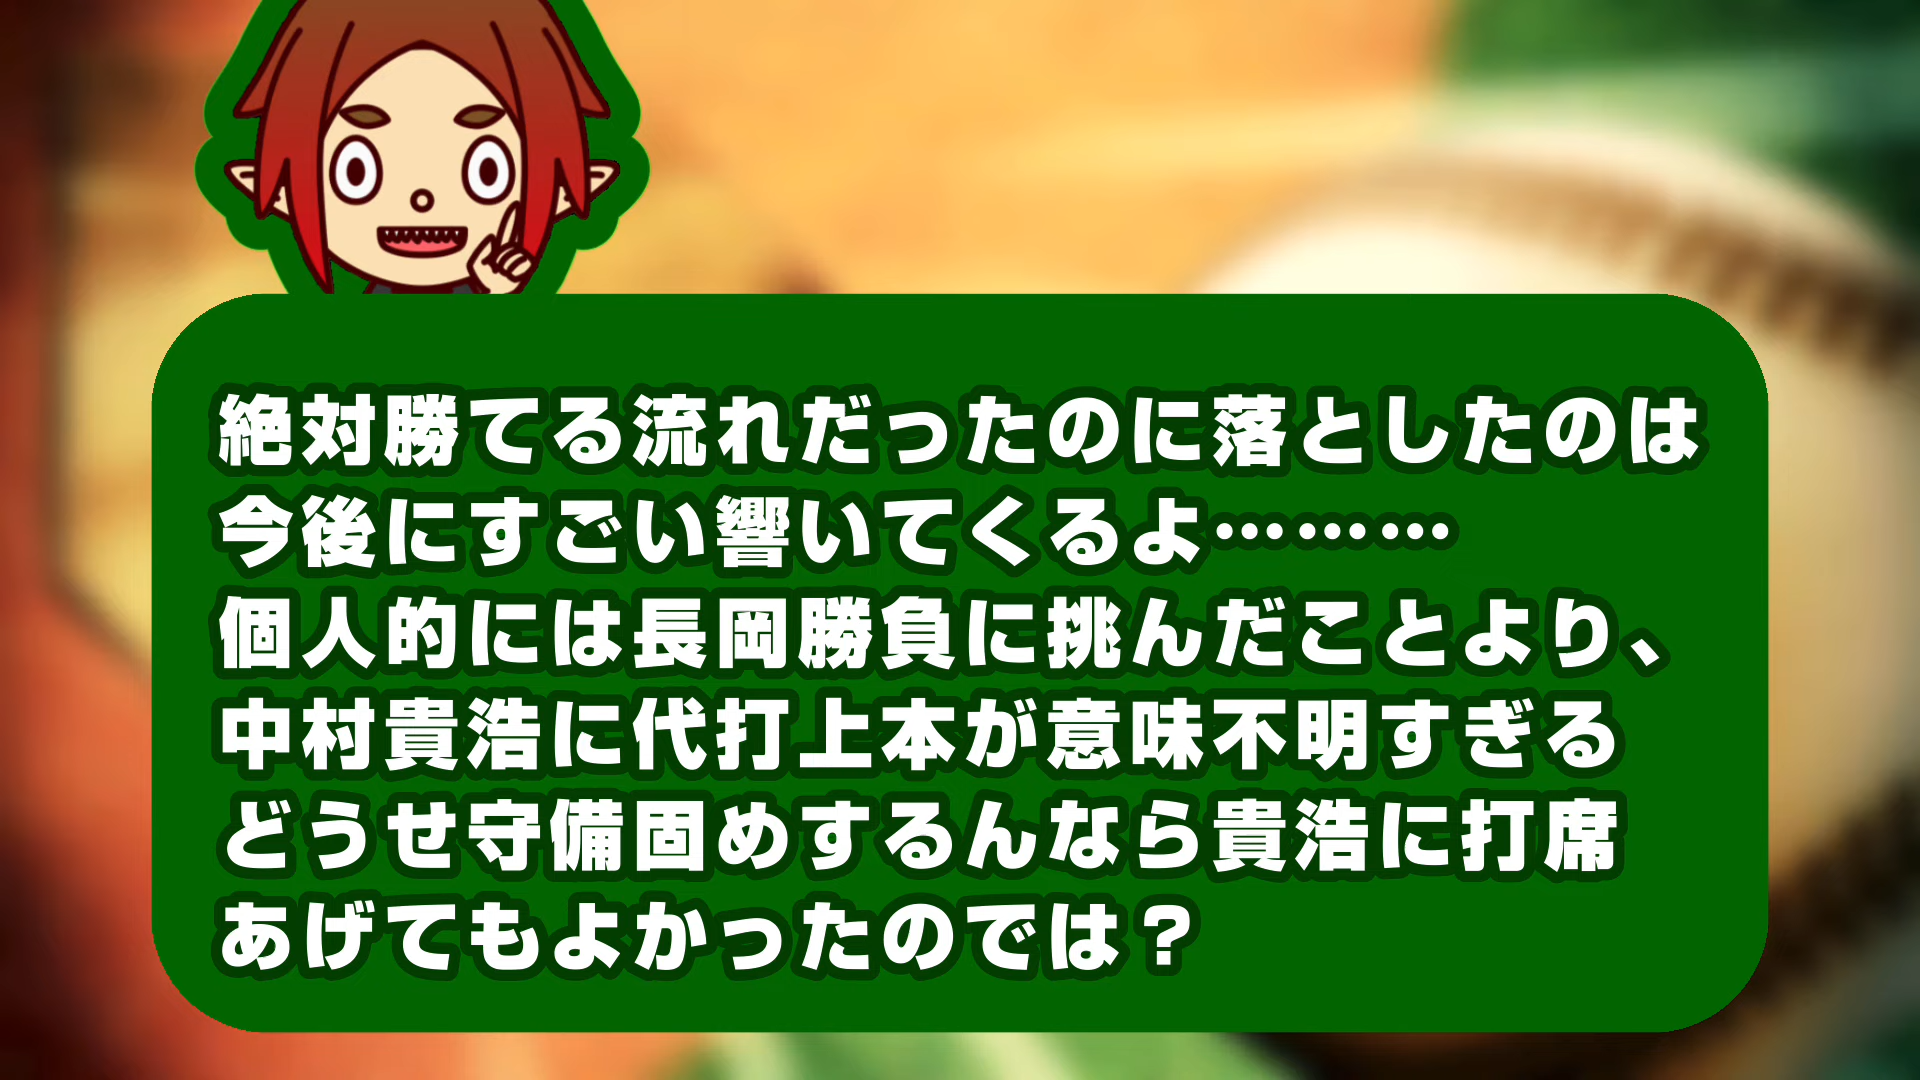 絶対勝てる流れだったのに落としたのは
今後にすごい響いてくるよ………
個人的には長岡勝負に挑んだことより、
中村貴浩に代打上本が意味不明すぎる
どうせ守備固めするんなら貴浩に打席
あげてもよかったのでは？